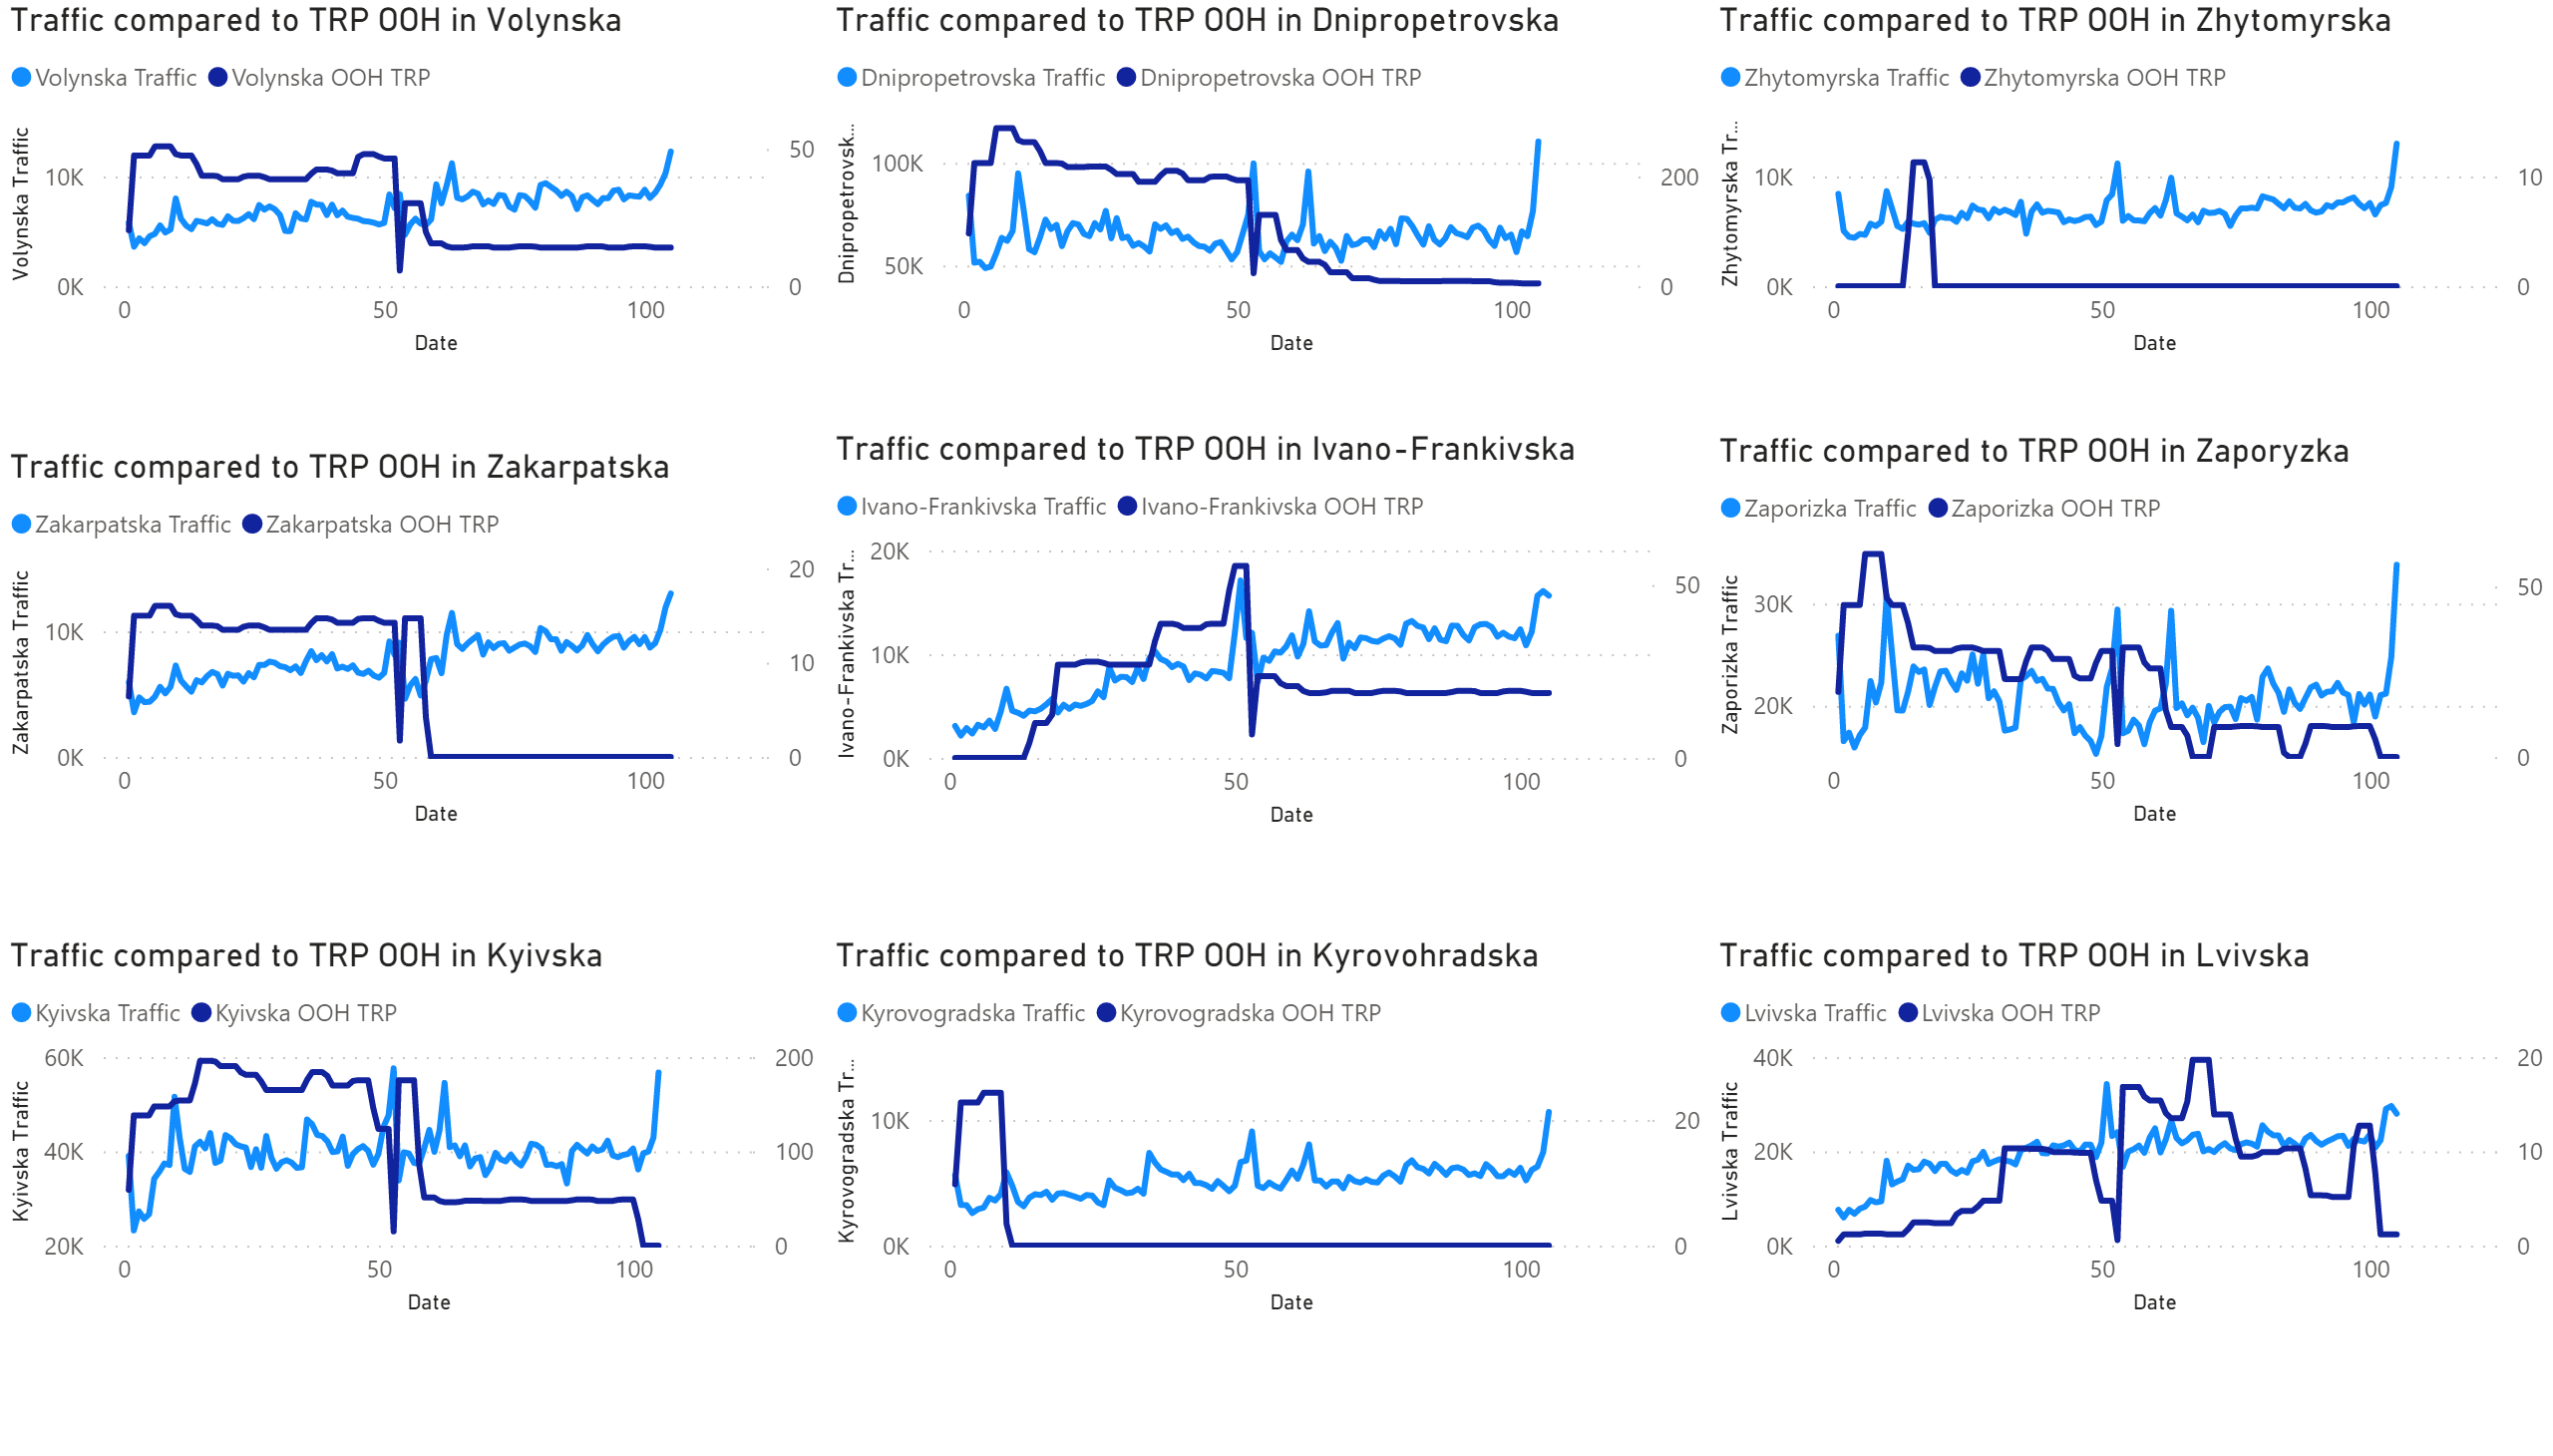 Traffic compared to TRP OOH in Volynska
Volynska Traffic Volynska OOH TRP
Volynska Traffic
10K
0K
50
0
0 50 100
Date
Traffic compared to TRP OOH in Dnipropetrovska
Dnipropetrovska Traffic Dnipropetrovska OOH TRP
Dnipropetrovsk...
100K
50K
200
0
0 50 100
Date
Traffic compared to TRP OOH in Zhytomyrska
Zhytomyrska Traffic Zhytomyrska OOH TRP
Zhytomyrska Tr...
10K
0K
10
0
0 50 100
Date
Traffic compared to TRP OOH in Zakarpatska
Zakarpatska Traffic Zakarpatska OOH TRP
Zakarpatska Traffic
10K
0K
20
10
0
0 50 100
Date
Traffic compared to TRP OOH in Ivano-Frankivska
Ivano-Frankivska Traffic Ivano-Frankivska OOH TRP
Ivano-Frankivska Tr...
20K
10K
0K
50
0
0 50 100
Date
Traffic compared to TRP OOH in Zaporyzka
Zaporizka Traffic Zaporizka OOH TRP
Zaporizka Traffic
30K
20K
50
0
0 50 100
Date
Traffic compared to TRP OOH in Kyivska
Kyivska Traffic Kyivska OOH TRP
Kyivska Traffic
60K
40K
20K
200
100
0
0 50 100
Date
Traffic compared to TRP OOH in Kyrovohradska
Kyrovogradska Traffic Kyrovogradska OOH TRP
Kyrovogradska Tr...
10K
0K
20
0
0 50 100
Date
Traffic compared to TRP OOH in Lvivska
Lvivska Traffic Lvivska OOH TRP
Lvivska Traffic
40K
20K
0K
20
10
0
0 50 100
Date